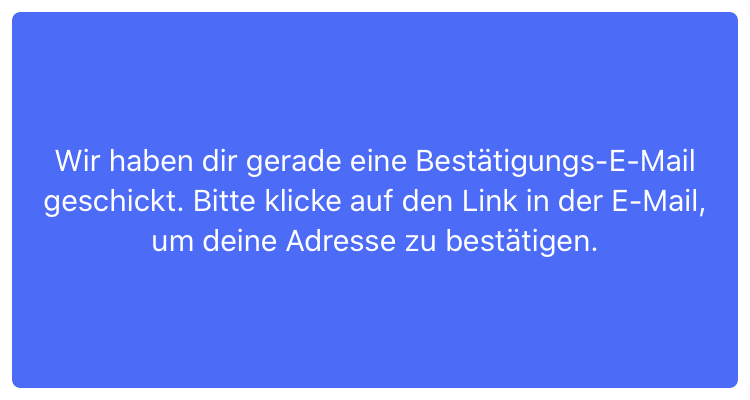 Wir haben dir gerade eine Bestätigungs-E-Mail
geschickt. Bitte klicke auf den Link in der E-Mail,
um deine Adresse zu bestätigen.